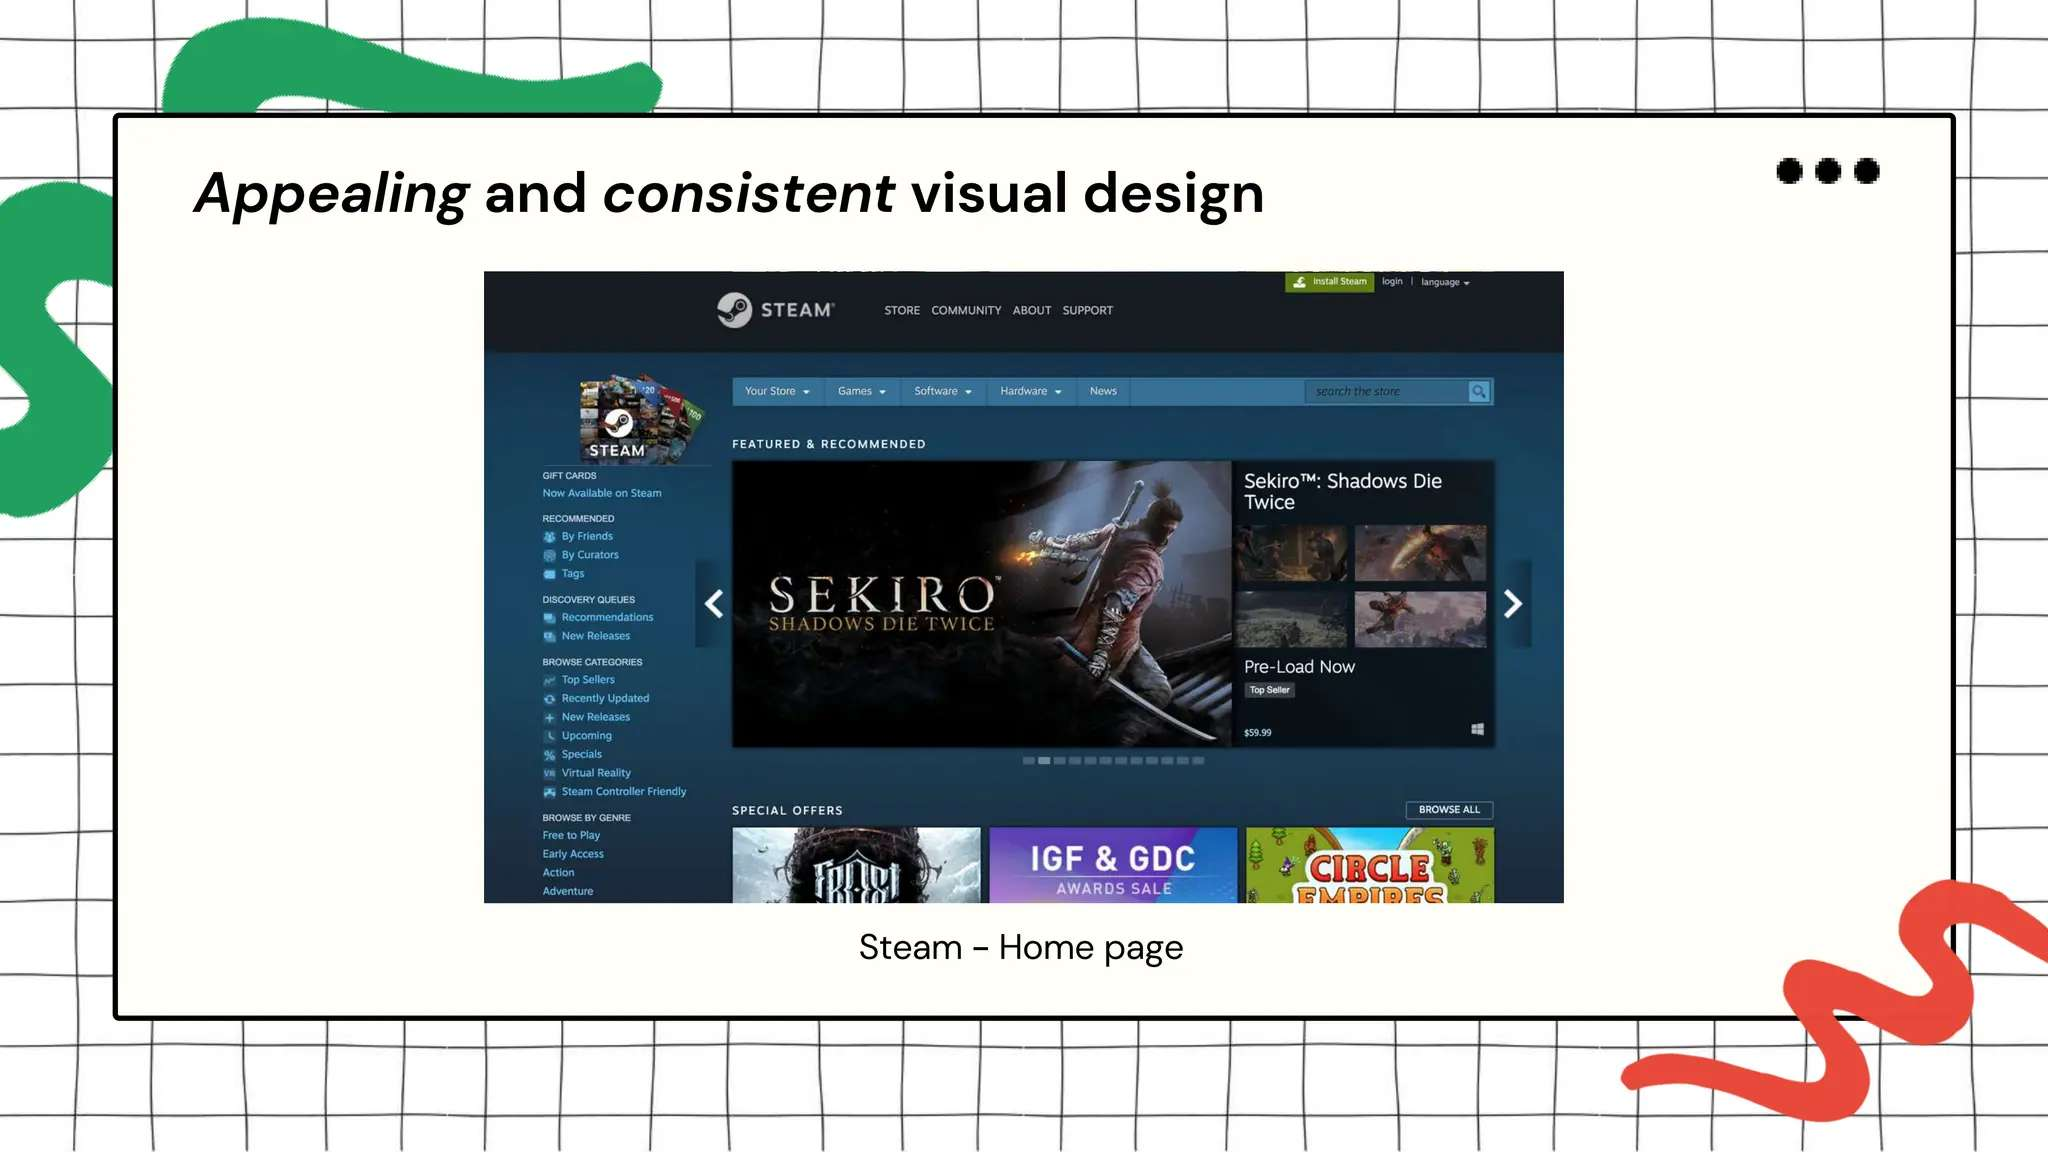 Appealing and consistent visual design
Install Steam login | language
STEAM® STORE COMMUNITY ABOUT SUPPORT
Your Store Games Software Hardware News search the store
STEAM
GIFT CARDS
Now Available on Steam
RECOMMENDED
By Friends
By Curators
Tags
DISCOVERY QUEUES
Recommendations
New Releases
BROWSE CATEGORIES
Top Sellers
Recently Updated
New Releases
Upcoming
Specials
Virtual Reality
Steam Controller Friendly
BROWSE BY GENRE
Free to Play
Early Access
Action
Adventure
FEATURED & RECOMMENDED
SEKIRO™
SHADOWS DIE TWICE
Sekiro™: Shadows Die
Twice
Pre-Load Now
Top Seller
$59.99
SPECIAL OFFERS BROWSE ALL
IGF & GDC
AWARDS SALE
CIRCLE
EMPIRES
Steam - Home page